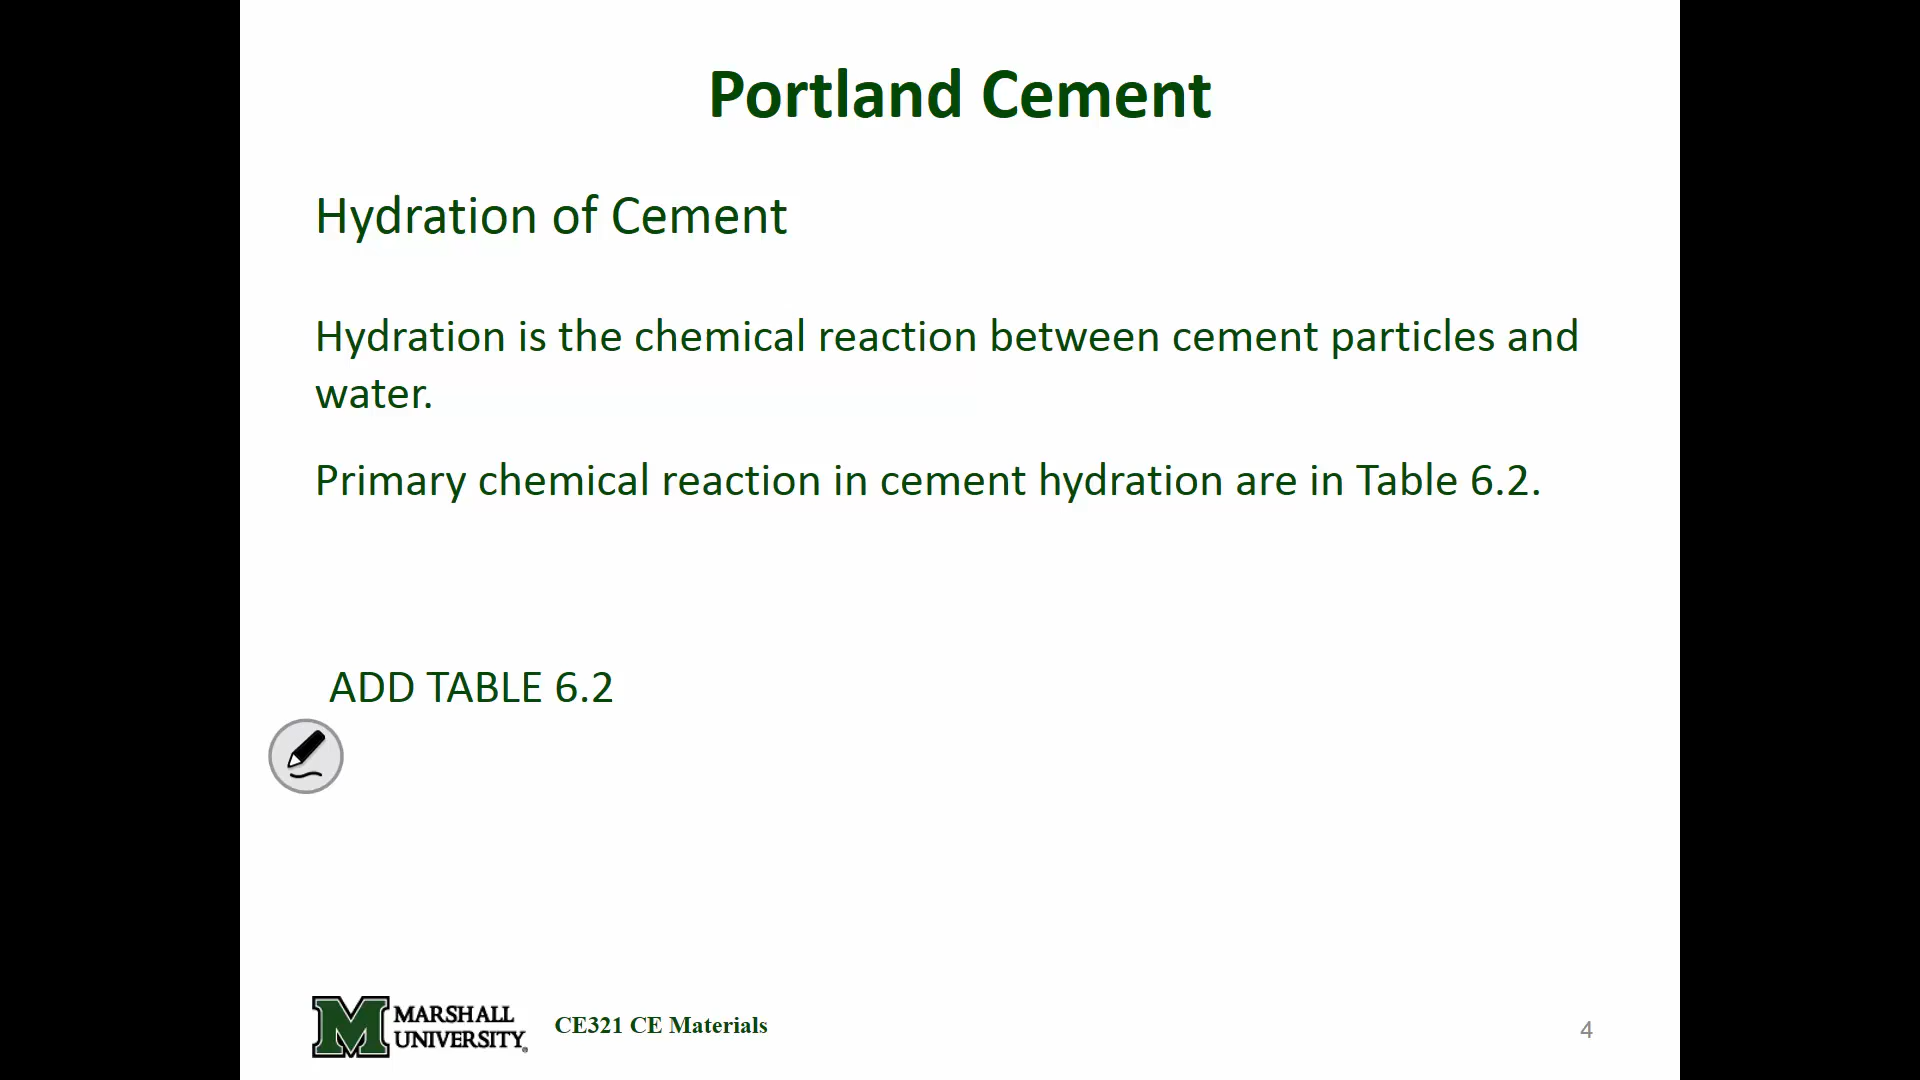 Portland Cement
Hydration of Cement
Hydration is the chemical reaction between cement particles and
water.
Primary chemical reaction in cement hydration are in Table 6.2.
ADD TABLE 6.2
MARSHALL
UNIVERSITY®
CE321 CE Materials
4